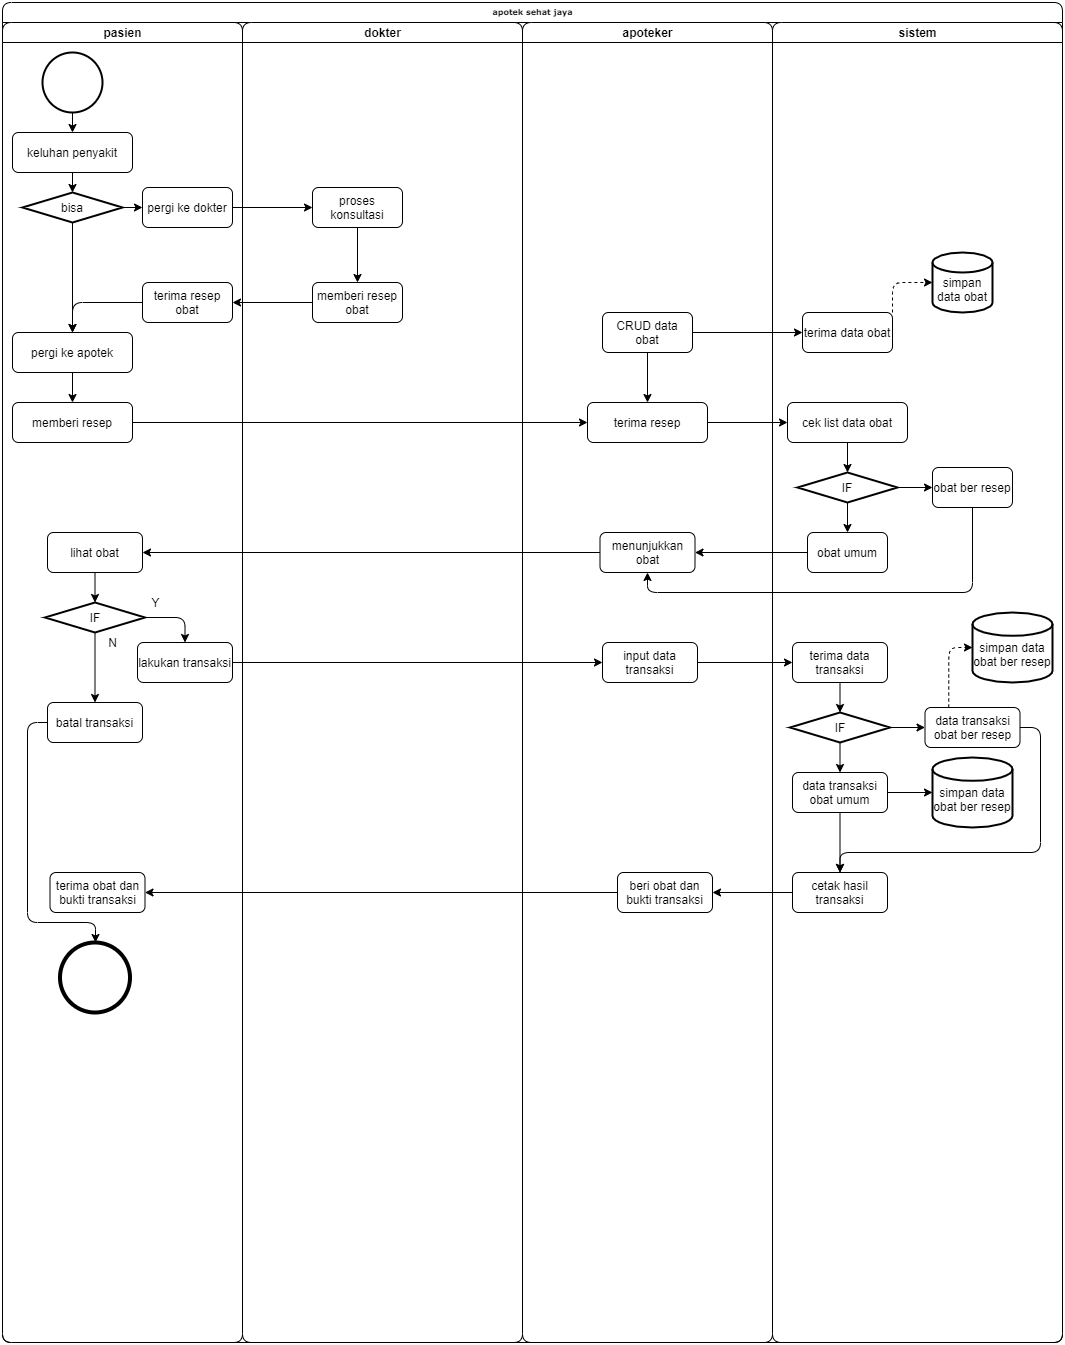 apotek sehat jaya
pasien
dokter
apoteker
sistem
keluhan penyakit
bisa
pergi ke dokter
proses
konsultasi
terima resep
obat
memberi resep
obat
simpan
data obat
CRUD data
obat
terima data obat
pergi ke apotek
memberi resep
terima resep
cek list data obat
IF
obat ber resep
lihat obat
menunjukkan
obat
obat umum
IF
Y
N
lakukan transaksi
input data
transaksi
terima data
transaksi
simpan data
obat ber resep
batal transaksi
IF
data transaksi
obat ber resep
data transaksi
obat umum
simpan data
obat ber resep
terima obat dan
bukti transaksi
beri obat dan
bukti transaksi
cetak hasil
transaksi